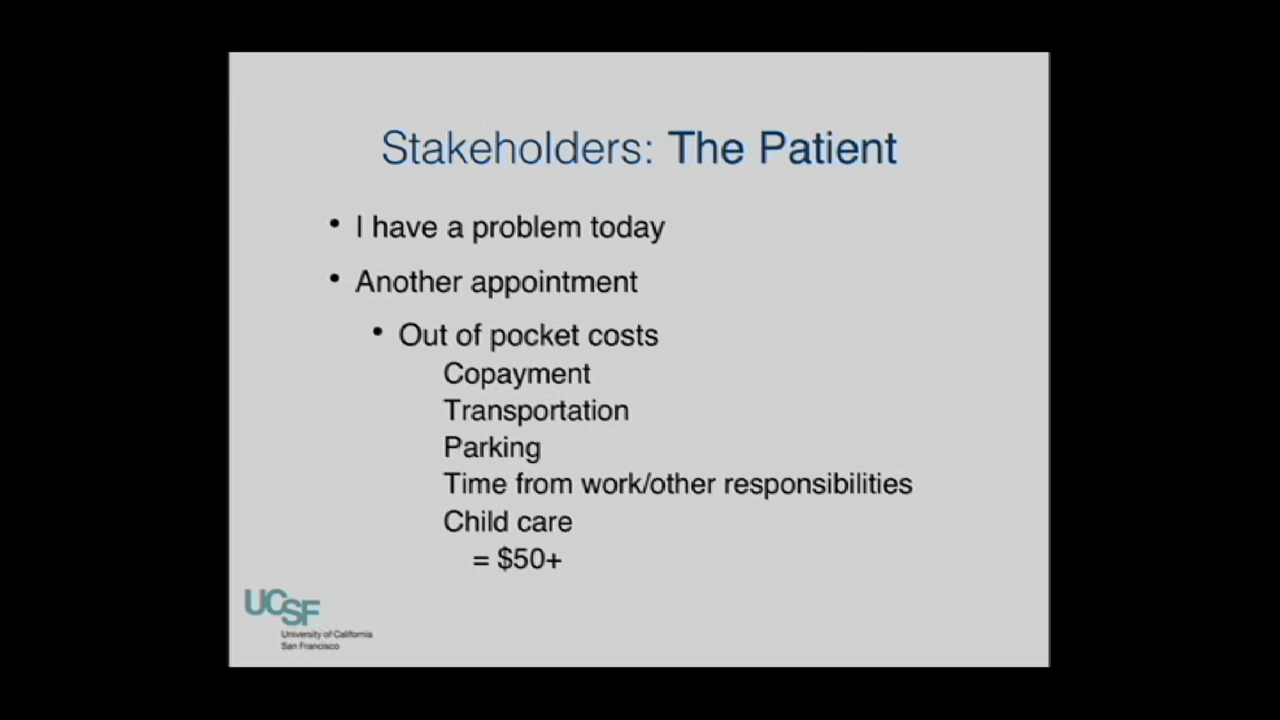 Stakeholders: The Patient
• I have a problem today
• Another appointment
• Out of pocket costs
Copayment
Transportation
Parking
Time from work/other responsibilities
Child care
= $50+
UCSF
University of California
San Francisco